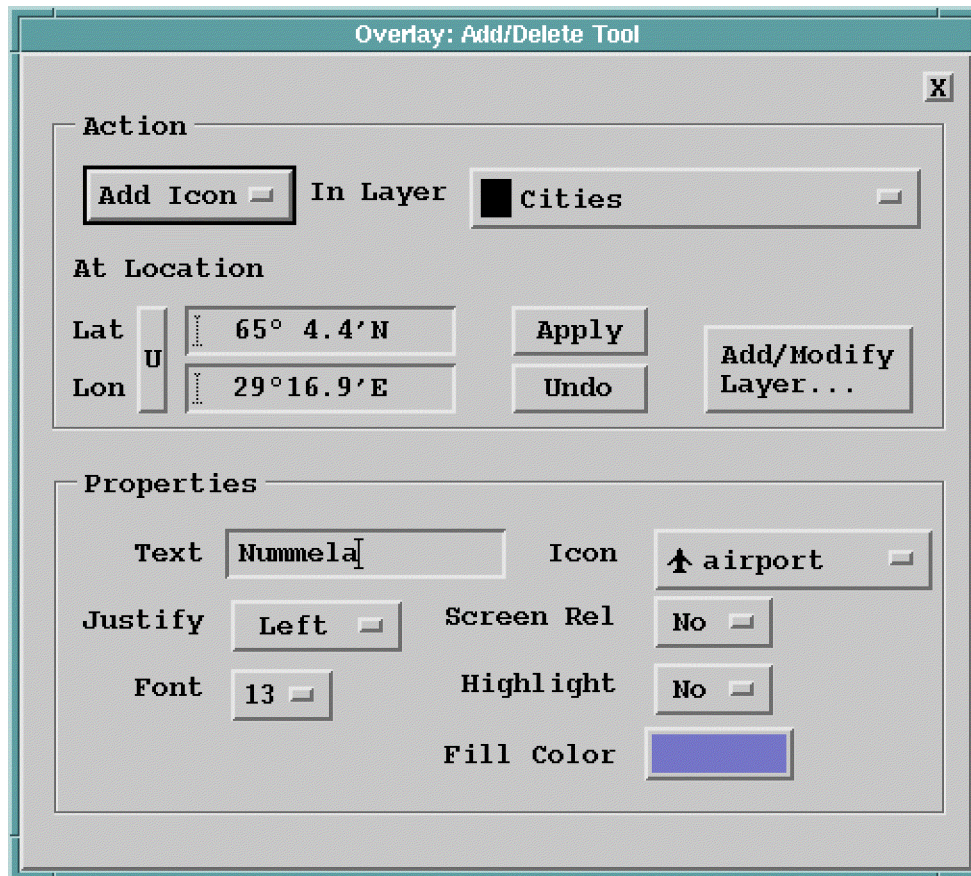 Overlay: Add/Delete Tool
X
Action
Add Icon In Layer Cities
At Location
Lat 65° 4.4'N Apply
U Add/Modify Layer...
Lon 29°16.9'E Undo
Properties
Text Nummela Icon airport
Justify Left Screen Rel No
Font 13 Highlight No
Fill Color